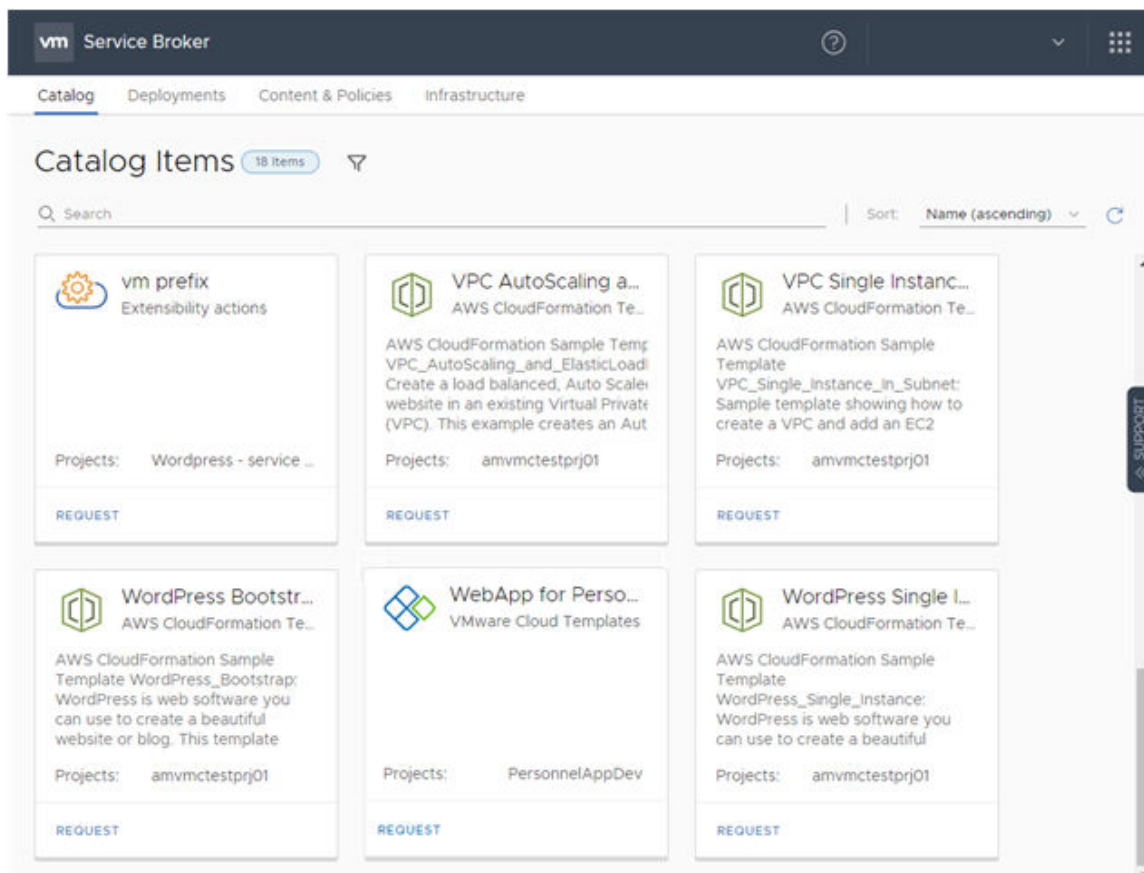 vm Service Broker
Catalog Deployments Content & Policies Infrastructure
Catalog Items 18 items
Search Sort: Name (ascending)
vm prefix
Extensibility actions
Projects: Wordpress - service ...
REQUEST
VPC AutoScaling a...
AWS CloudFormation Te...
AWS CloudFormation Sample Temp
VPC_AutoScaling_and_ElasticLoad
Create a load balanced, Auto Scale
website in an existing Virtual Private
(VPC). This example creates an Aut
Projects: amvmctestprj01
REQUEST
VPC Single Instanc...
AWS CloudFormation Te...
AWS CloudFormation Sample
Template
VPC_Single_Instance_In_Subnet:
Sample template showing how to
create a VPC and add an EC2
Projects: amvmctestprj01
REQUEST
SUPPORT
WordPress Bootstr...
AWS CloudFormation Te...
AWS CloudFormation Sample
Template WordPress_Bootstrap:
WordPress is web software you
can use to create a beautiful
website or blog. This template
Projects: amvmctestprj01
REQUEST
WebApp for Perso...
VMware Cloud Templates
Projects: PersonnelAppDev
REQUEST
WordPress Single I...
AWS CloudFormation Te...
AWS CloudFormation Sample
Template
WordPress_Single_Instance:
WordPress is web software you
can use to create a beautiful
Projects: amvmctestprj01
REQUEST